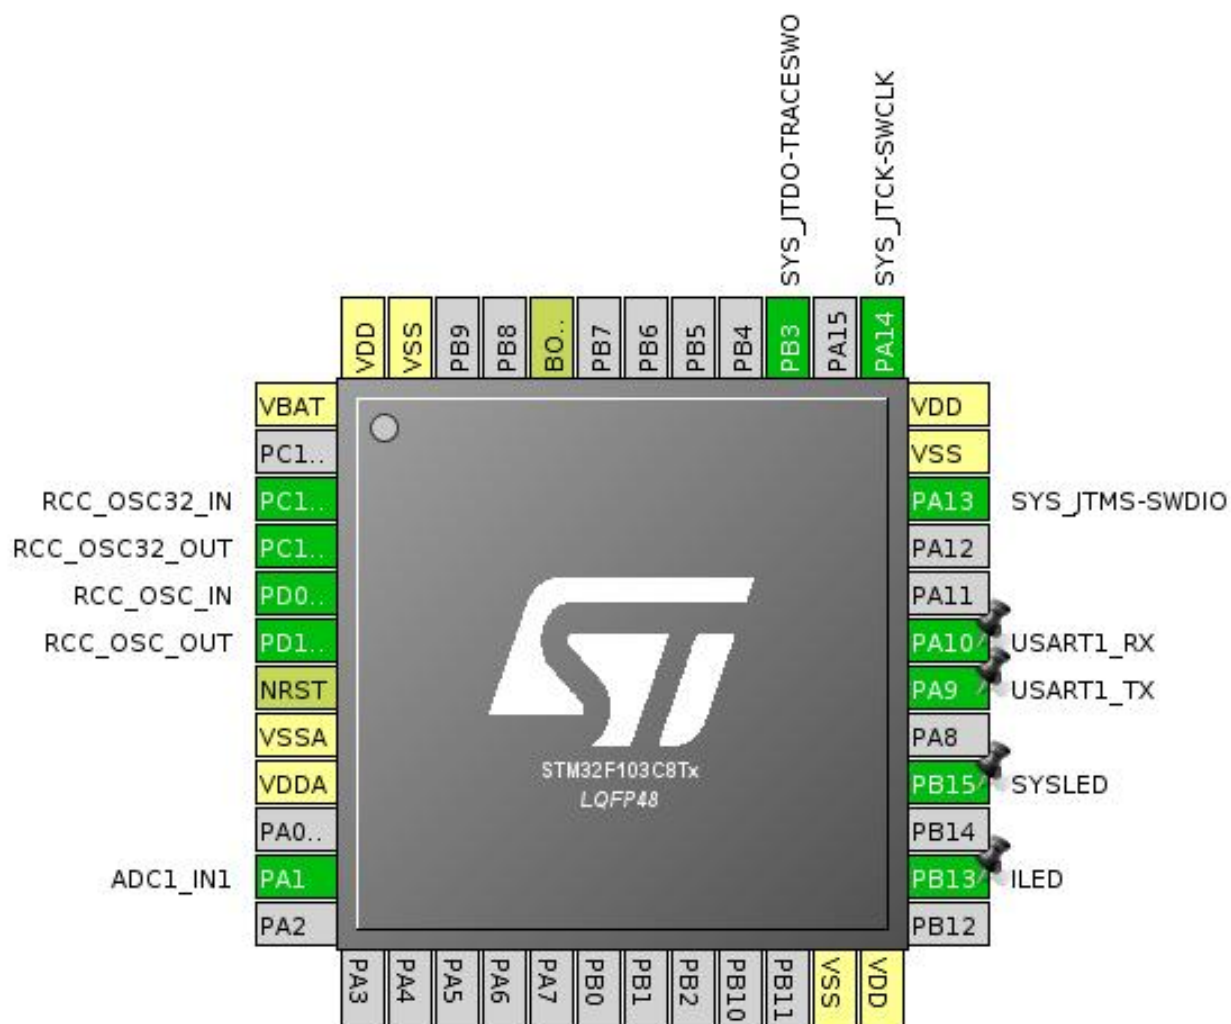 SYS_JTDO-TRACESWO
SYS_JTCK-SWCLK
VDD
VSS
PB9
PB8
BO..
PB7
PB6
PB5
PB4
PB3
PA15
PA14
VBAT
PC1..
RCC_OSC32_IN PC1..
RCC_OSC32_OUT PC1..
RCC_OSC_IN PD0..
RCC_OSC_OUT PD1..
NRST
VSSA
VDDA
PA0..
ADC1_IN1 PA1
PA2
VDD
VSS
PA13 SYS_JTMS-SWDIO
PA12
PA11
PA10 USART1_RX
PA9 USART1_TX
PA8
PB15 SYSLED
PB14
PB13 ILED
PB12
ST
STM32F103C8Tx
LQFP48
PA3
PA4
PA5
PA6
PA7
PB0
PB1
PB2
PB10
PB11
VSS
VDD